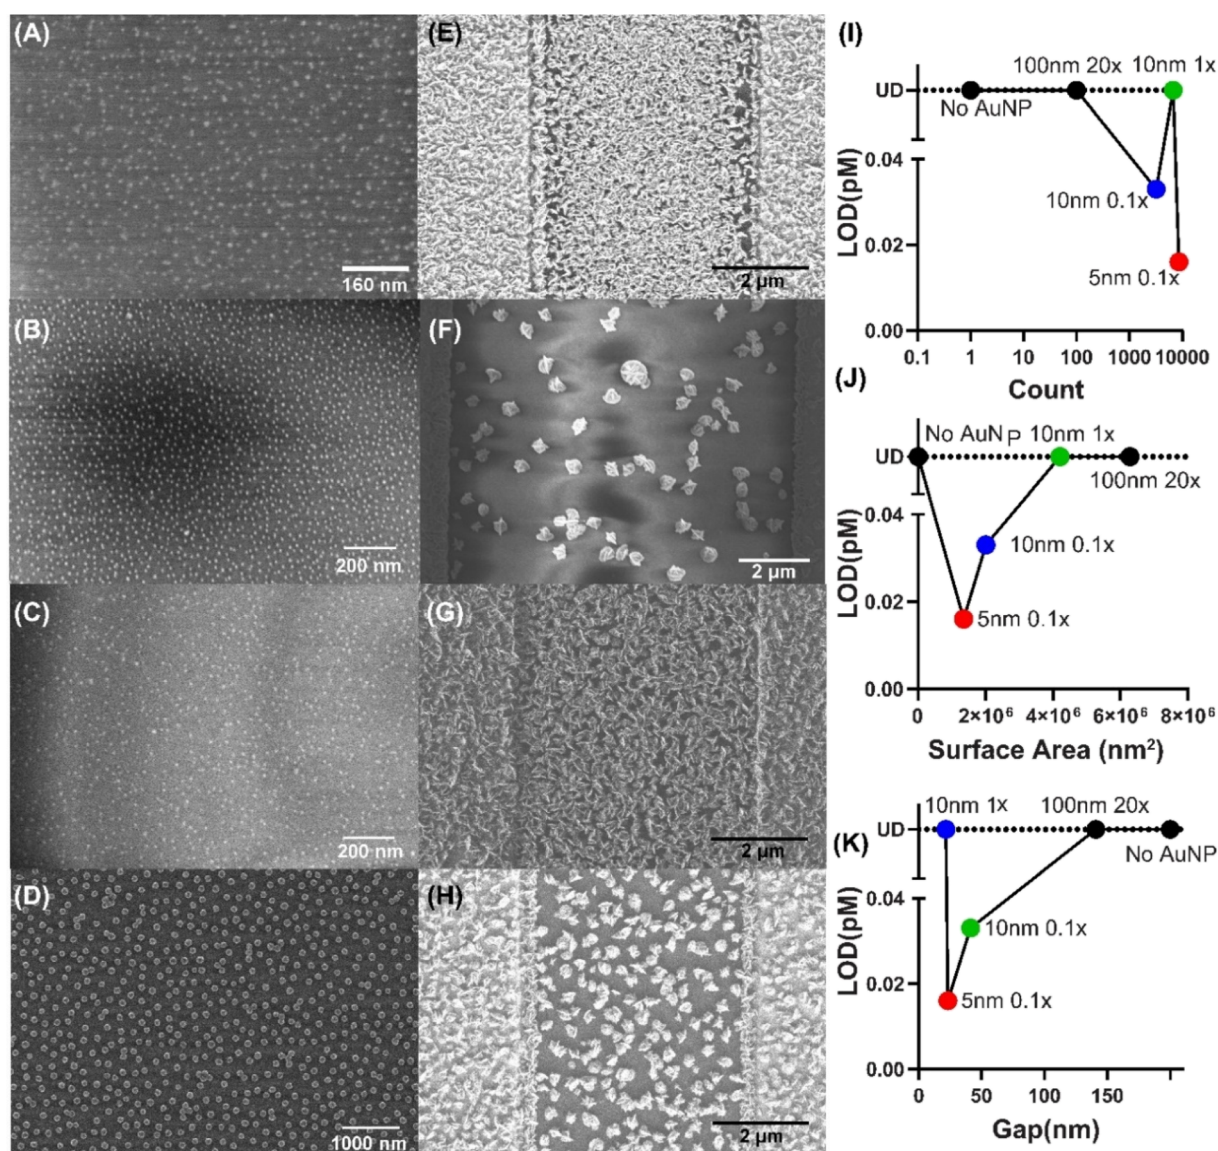 (A)
160 nm
(B)
200 nm
(C)
200 nm
(D)
1000 nm
(E)
2 µm
(F)
2 µm
(G)
2 µm
(H)
2 µm
(I)
100nm 20x 10nm 1x
UD
No AuNP
0.04
10nm 0.1x
0.02
5nm 0.1x
0.00
LOD(pM)
0.1 1 10 100 1000 10000
Count
(J)
No AuNP 10nm 1x
UD
100nm 20x
0.04
10nm 0.1x
0.02
5nm 0.1x
0.00
LOD(pM)
0 2×10⁶ 4×10⁶ 6×10⁶ 8×10⁶
Surface Area (nm²)
(K)
10nm 1x 100nm 20x
UD
No AuNP
0.04
10nm 0.1x
0.02
5nm 0.1x
0.00
LOD(pM)
0 50 100 150
Gap(nm)